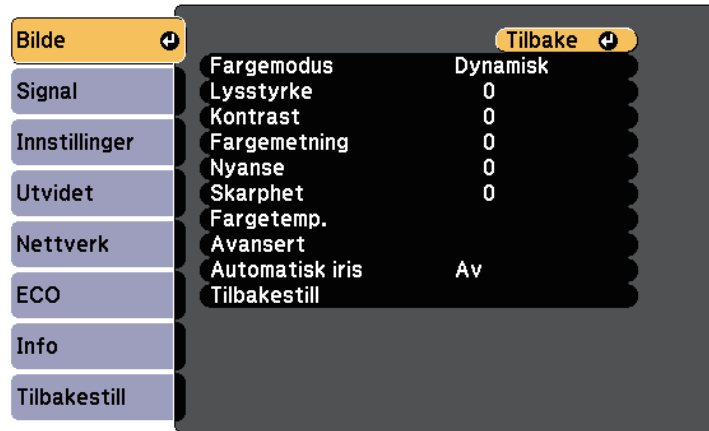 Bilde
Signal
Innstillinger
Utvidet
Nettverk
ECO
Info
Tilbakestill
Tilbake
Fargemodus Dynamisk
Lysstyrke 0
Kontrast 0
Fargemetning 0
Nyanse 0
Skarphet 0
Fargetemp.
Avansert
Automatisk iris Av
Tilbakestill